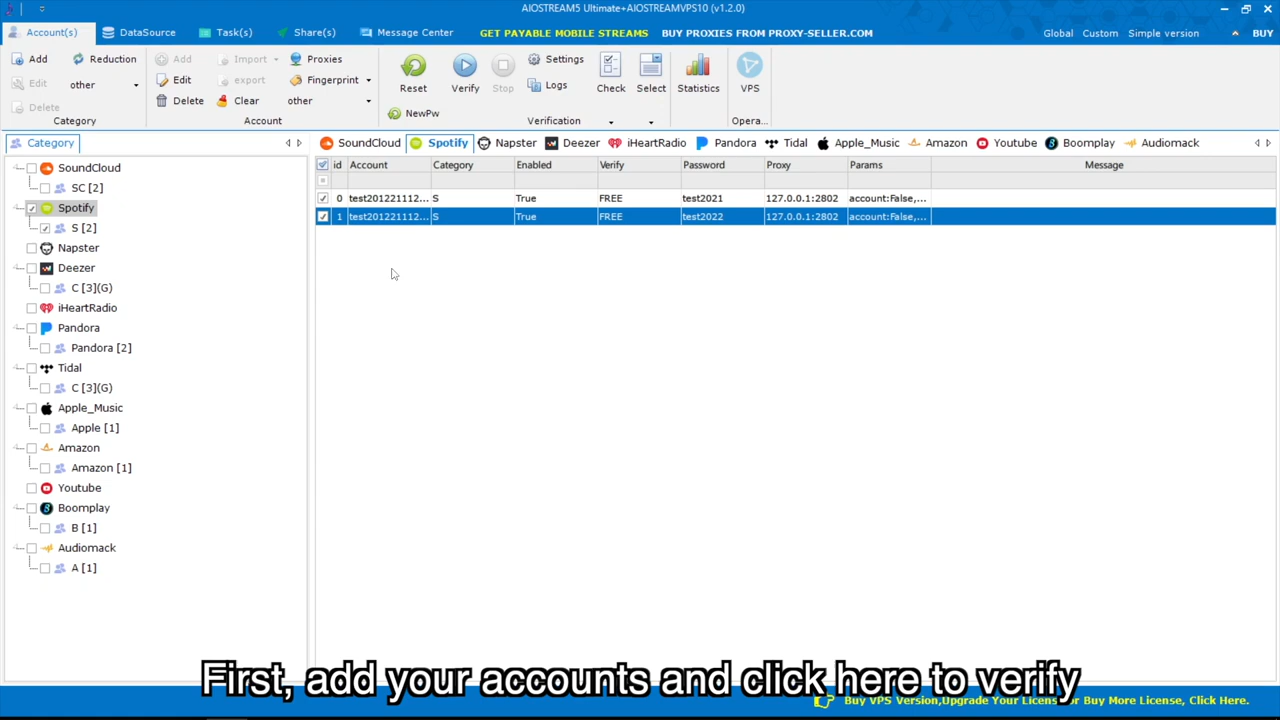 AIOSTREAM5 Ultimate+AIOSTREAMVPS10 (v1.2.0)
Account(s) DataSource Task(s) Share(s) Message Center GET PAYABLE MOBILE STREAMS BUY PROXIES FROM PROXY-SELLER.COM Global Custom Simple version BUY
Add Reduction Add Import Proxies Settings
Edit other Edit export Fingerprint Reset Verify Stop Logs Check Select Statistics VPS
Delete Delete Clear other
NewPw
Category Account Verification Opera...
Category SoundCloud Spotify Napster Deezer iHeartRadio Pandora Tidal Apple_Music Amazon Youtube Boomplay Audiomack
id Account Category Enabled Verify Password Proxy Params Message
0 test201221112... S True FREE test2021 127.0.0.1:2802 account:False,...
1 test201221112... S True FREE test2022 127.0.0.1:2802 account:False,...
SoundCloud
SC [2]
Spotify
S [2]
Napster
Deezer
C [3](G)
iHeartRadio
Pandora
Pandora [2]
Tidal
C [3](G)
Apple_Music
Apple [1]
Amazon
Amazon [1]
Youtube
Boomplay
B [1]
Audiomack
A [1]
First, add your accounts and click here to verify
Buy VPS Version,Upgrade Your License For Buy More License, Click Here.